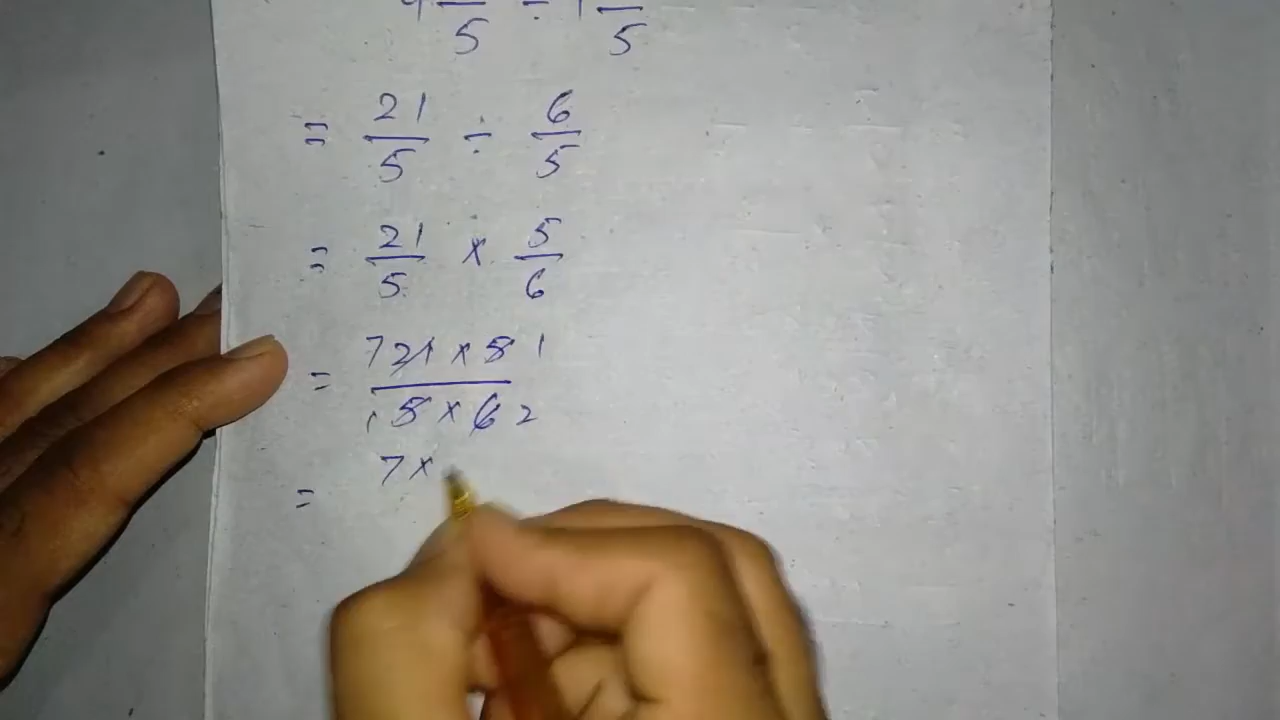 5 ÷ 5
= 21/5 ÷ 6/5
= 21/5 × 5/6
= 7 21 × 5 1 / 1 5 × 6 2
= 7 ×